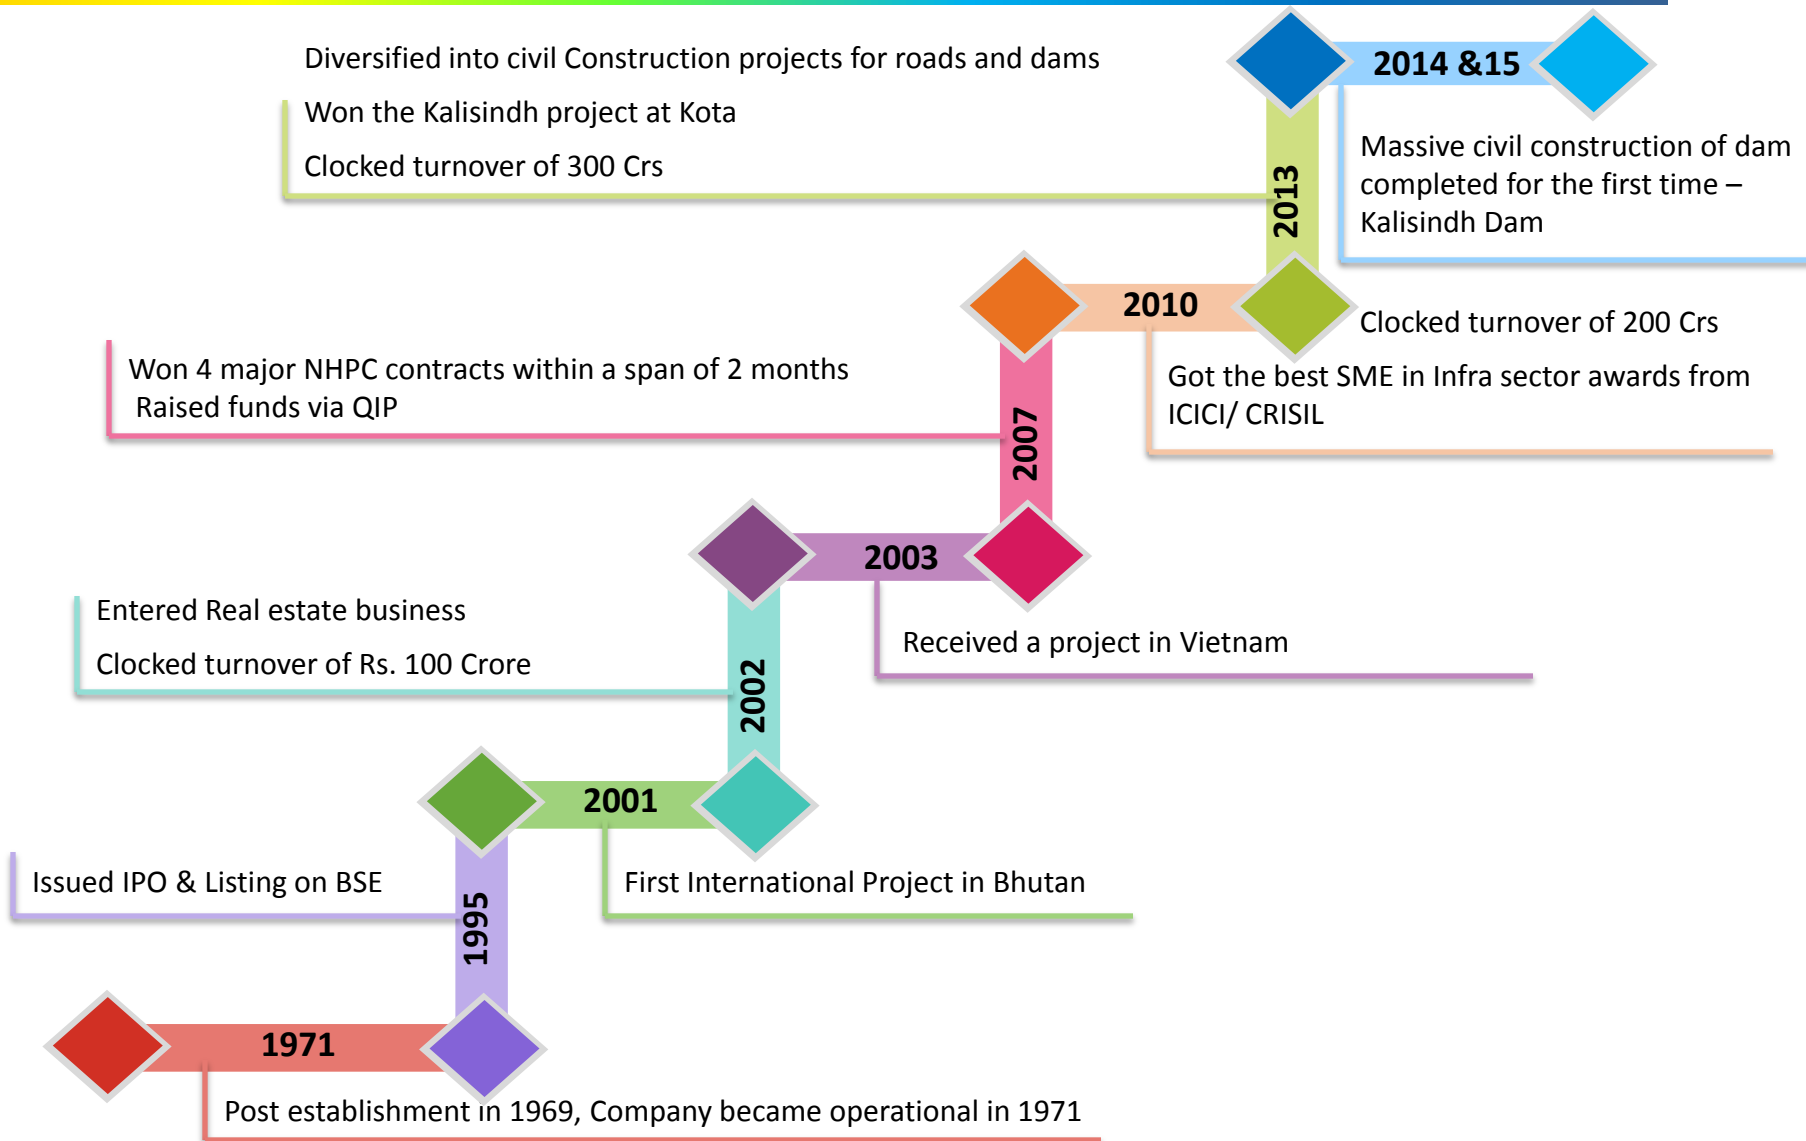 Diversified into civil Construction projects for roads and dams
Won the Kalisindh project at Kota
Clocked turnover of 300 Crs
2013
2014 &15
Massive civil construction of dam
completed for the first time –
Kalisindh Dam
2010
Clocked turnover of 200 Crs
Got the best SME in Infra sector awards from
ICICI/ CRISIL
Won 4 major NHPC contracts within a span of 2 months
Raised funds via QIP
2007
2003
Received a project in Vietnam
Entered Real estate business
Clocked turnover of Rs. 100 Crore
2002
2001
First International Project in Bhutan
Issued IPO & Listing on BSE
1995
1971
Post establishment in 1969, Company became operational in 1971